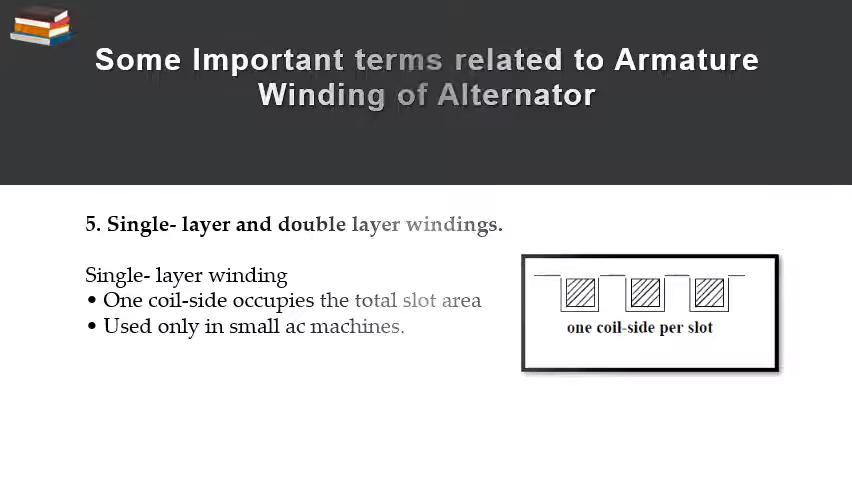 Some Important terms related to Armature
Winding of Alternator
5. Single- layer and double layer windings.
Single- layer winding
• One coil-side occupies the total slot area
• Used only in small ac machines.
one coil-side per slot